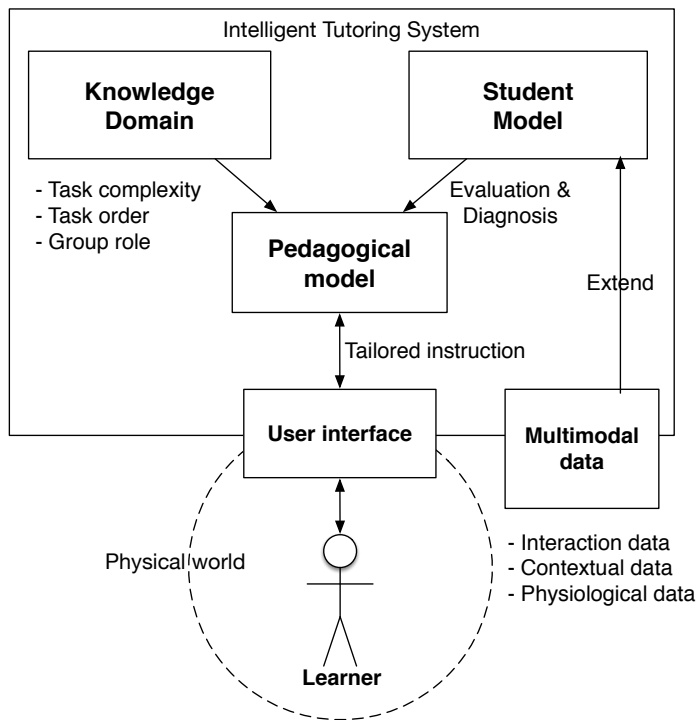 Intelligent Tutoring System
Knowledge
Domain
Student
Model
- Task complexity
- Task order
- Group role
Evaluation &
Diagnosis
Pedagogical
model
Extend
Tailored instruction
User interface
Multimodal
data
Physical world
- Interaction data
- Contextual data
- Physiological data
Learner